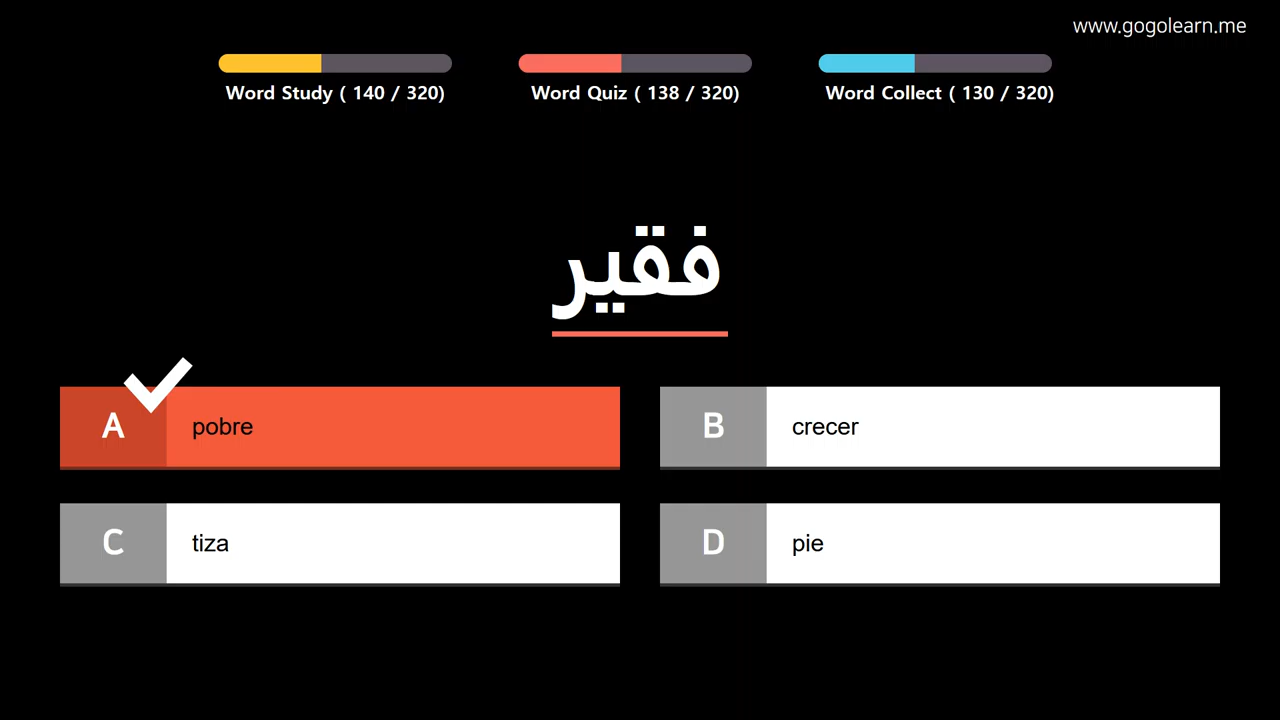 www.gogolearn.me
Word Study ( 140 / 320)
Word Quiz ( 138 / 320)
Word Collect ( 130 / 320)
فقير
A pobre
B crecer
C tiza
D pie